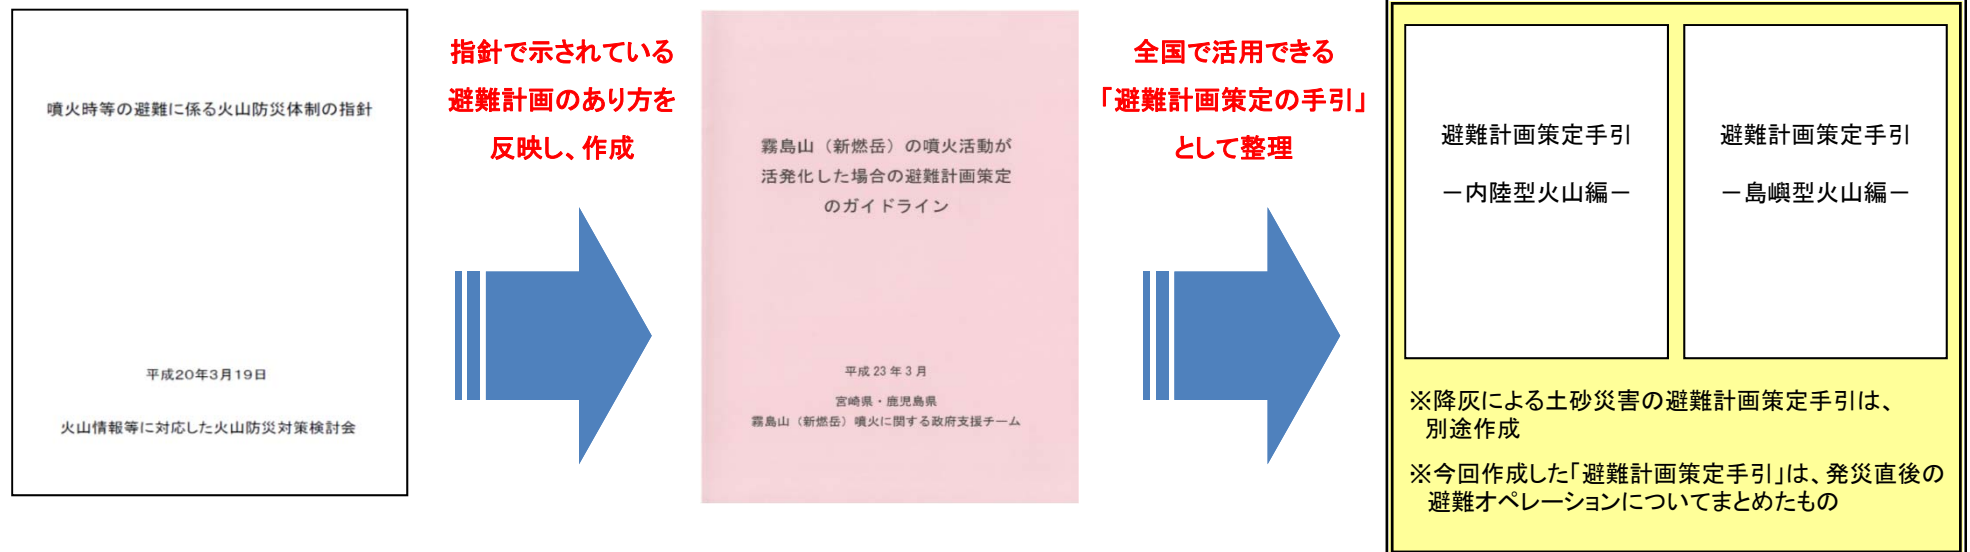 噴火時等の避難に係る火山防災体制の指針
平成20年3月19日
火山情報等に対応した火山防災対策検討会
指針で示されている
避難計画のあり方を
反映し、作成
霧島山（新燃岳）の噴火活動が
活発化した場合の避難計画策定
のガイドライン
平成 23 年 3 月
宮崎県・鹿児島県
霧島山（新燃岳）噴火に関する政府支援チーム
全国で活用できる
「避難計画策定の手引」
として整理
避難計画策定手引
－内陸型火山編－
避難計画策定手引
－島嶼型火山編－
※降灰による土砂災害の避難計画策定手引は、
別途作成
※今回作成した「避難計画策定手引」は、発災直後の
避難オペレーションについてまとめたもの